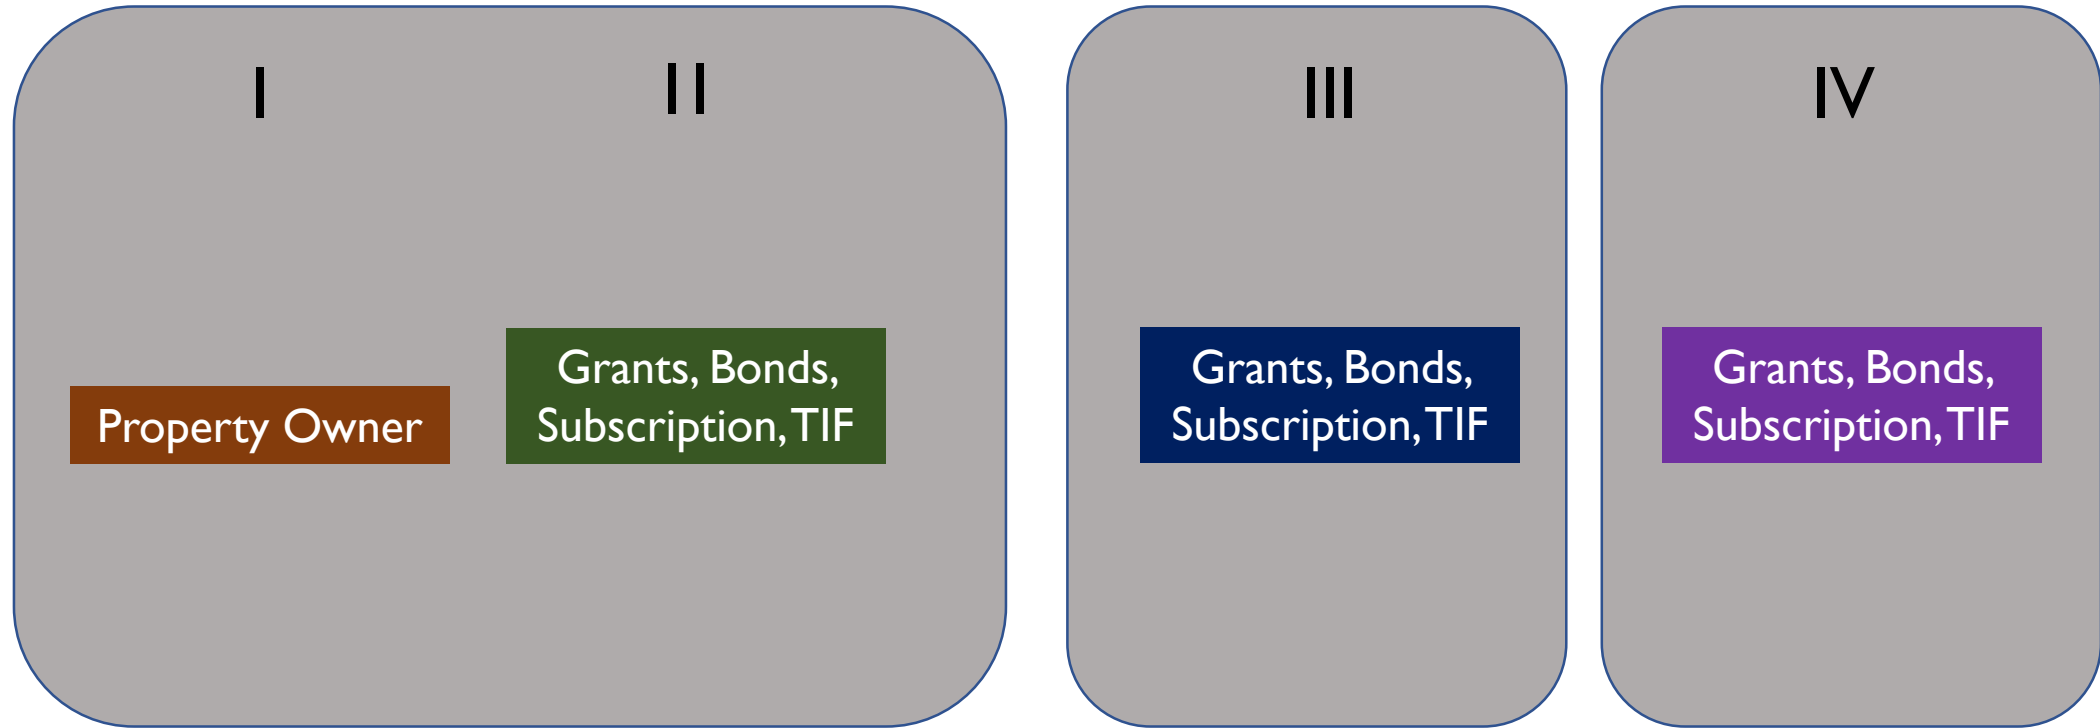 I
II
III
IV
Property Owner
Grants, Bonds,
Subscription, TIF
Grants, Bonds,
Subscription, TIF
Grants, Bonds,
Subscription, TIF